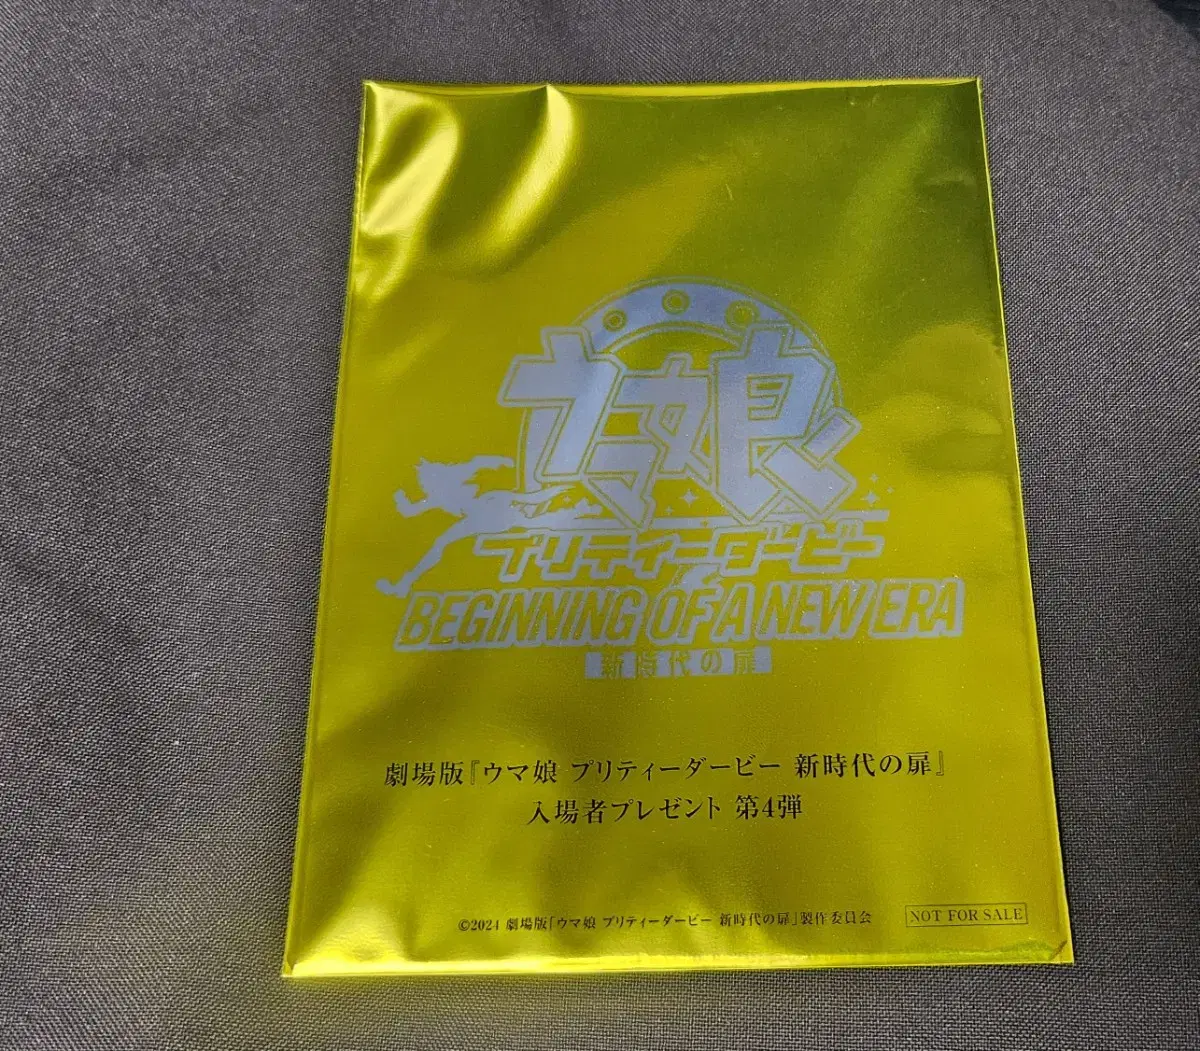 ウマ娘
プリティーダービー
BEGINNING OF A NEW ERA
新時代の扉
劇場版『ウマ娘 プリティーダービー 新時代の扉』
入場者プレゼント 第4弾
©2024 劇場版「ウマ娘 プリティーダービー 新時代の扉」製作委員会
NOT FOR SALE